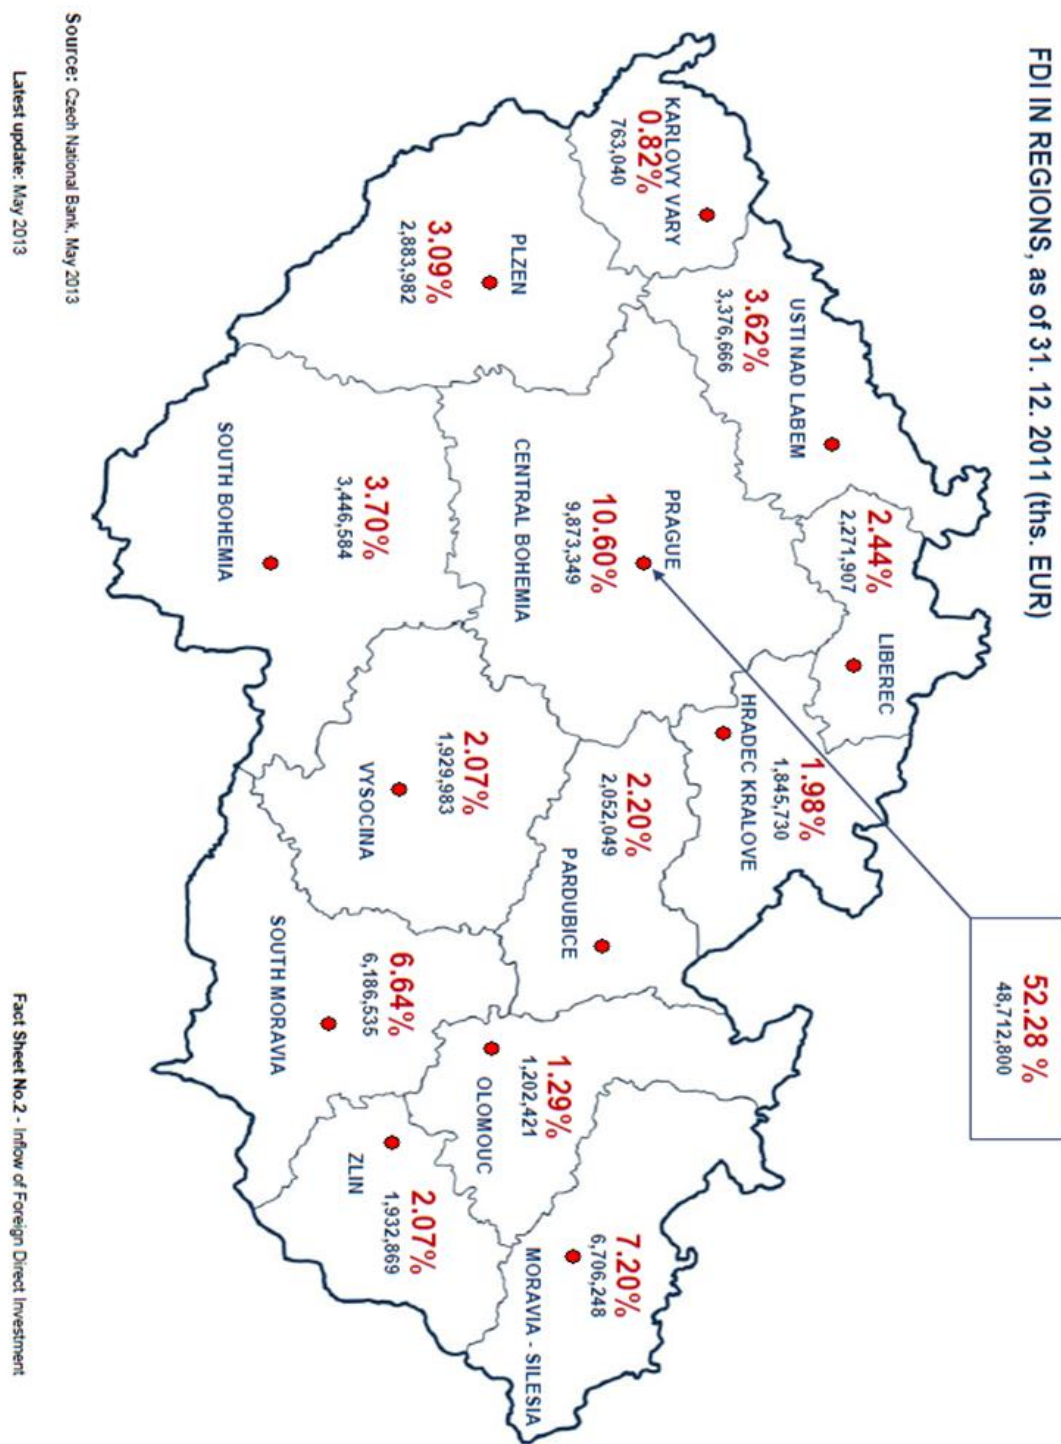 FDI IN REGIONS, as of 31. 12. 2011 (ths. EUR)
52.28 %
48,712,800
KARLOVY VARY
0.82%
763,040
USTI NAD LABEM
3.62%
3,376,666
2.44%
2,271,907
LIBEREC
1.98%
1,845,730
HRADEC KRALOVE
PLZEN
3.09%
2,883,982
PRAGUE
10.60%
9,873,349
CENTRAL BOHEMIA
2.20%
2,052,049
PARDUBICE
3.70%
3,446,584
SOUTH BOHEMIA
2.07%
1,929,983
VYSOCINA
6.64%
6,186,535
SOUTH MORAVIA
1.29%
1,202,421
OLOMOUC
7.20%
6,706,248
MORAVIA - SILESIA
2.07%
1,932,869
ZLIN
Source: Czech National Bank, May 2013
Latest update: May 2013
Fact Sheet No.2 - Inflow of Foreign Direct Investment